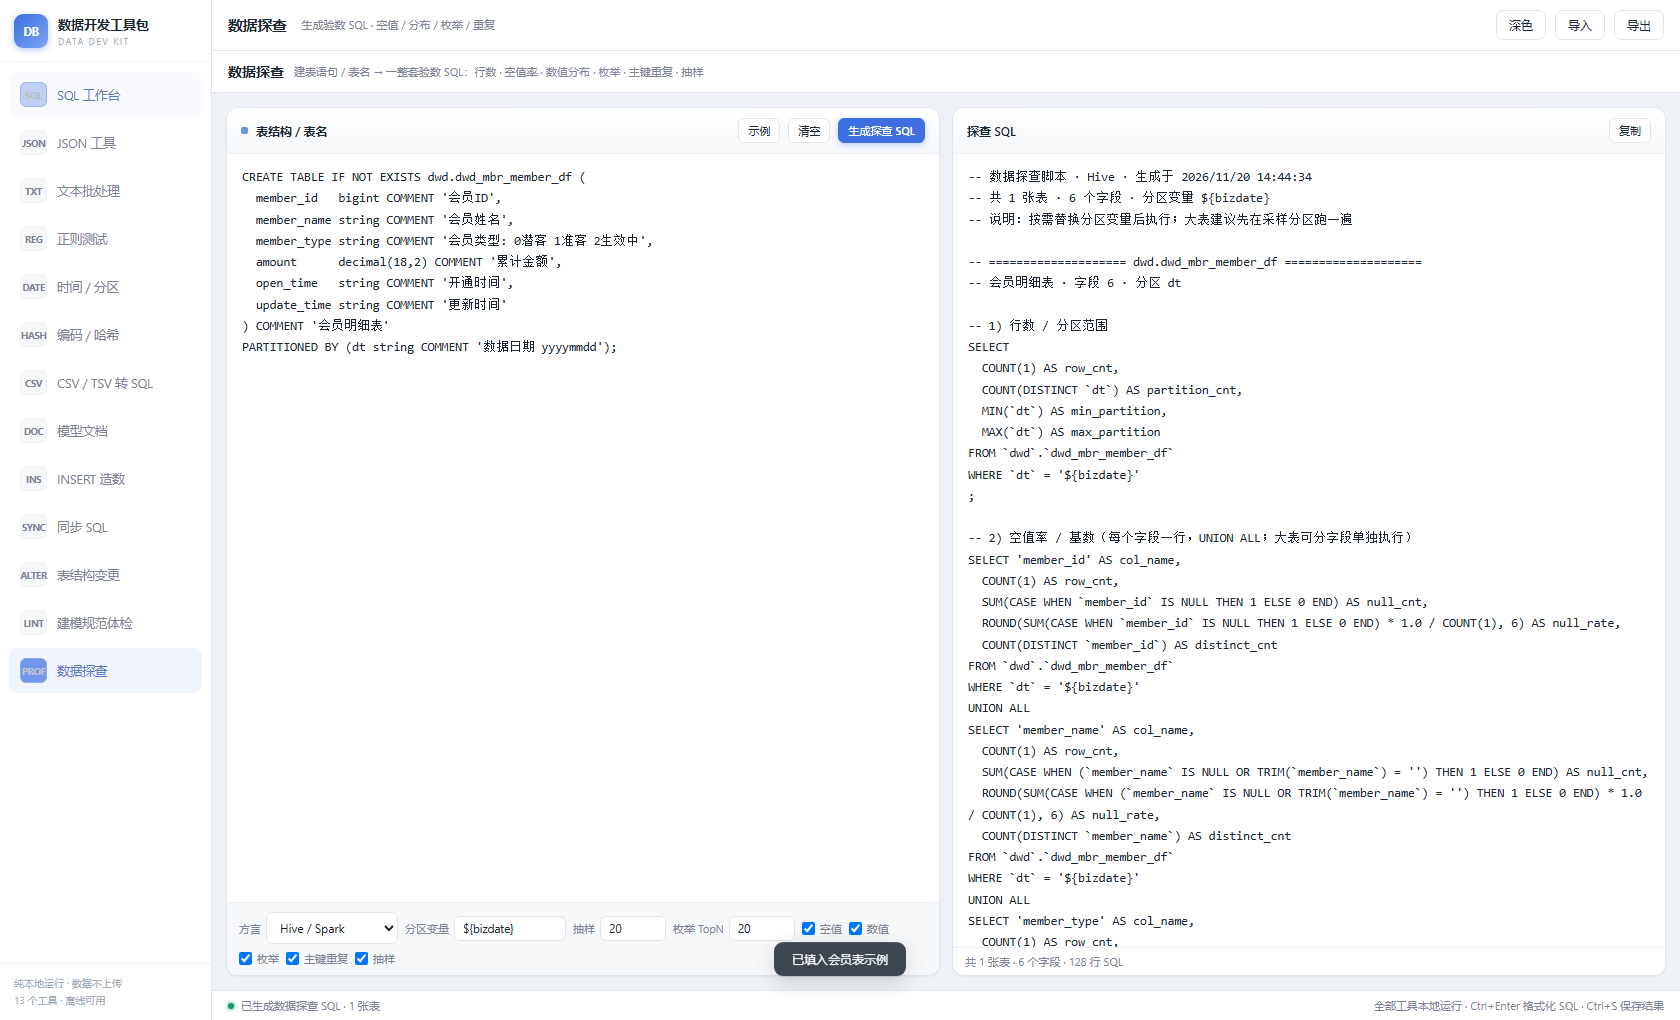 DB
数据开发工具包
DATA DEV KIT
SQL
SQL 工作台
JSON
JSON 工具
TXT
文本批处理
REG
正则测试
DATE
时间 / 分区
HASH
编码 / 哈希
CSV
CSV / TSV 转 SQL
DOC
模型文档
INS
INSERT 造数
SYNC
同步 SQL
ALTER
表结构变更
LINT
建模规范体检
PROF
数据探查
纯本地运行 · 数据不上传
13 个工具 · 离线可用
数据探查
生成验数 SQL · 空值 / 分布 / 枚举 / 重复
深色
导入
导出
数据探查
建表语句 / 表名 → 一整套验数 SQL：行数 · 空值率 · 数值分布 · 枚举 · 主键重复 · 抽样
表结构 / 表名
示例
清空
生成探查 SQL
CREATE TABLE IF NOT EXISTS dwd.dwd_mbr_member_df (
  member_id   bigint COMMENT '会员ID',
  member_name string COMMENT '会员姓名',
  member_type string COMMENT '会员类型: 0潜客 1准客 2生效中',
  amount      decimal(18,2) COMMENT '累计金额',
  open_time   string COMMENT '开通时间',
  update_time string COMMENT '更新时间'
) COMMENT '会员明细表'
PARTITIONED BY (dt string COMMENT '数据日期 yyyymmdd');
方言
Hive / Spark
分区变量
${bizdate}
抽样
20
枚举 TopN
20
空值
数值
枚举
主键重复
抽样
已填入会员表示例
探查 SQL
复制
-- 数据探查脚本 · Hive · 生成于 2026/11/20 14:44:34
-- 共 1 张表 · 6 个字段 · 分区变量 ${bizdate}
-- 说明：按需替换分区变量后执行；大表建议先在采样分区跑一遍
-- ==================== dwd.dwd_mbr_member_df ====================
-- 会员明细表 · 字段 6 · 分区 dt
-- 1) 行数 / 分区范围
SELECT
  COUNT(1) AS row_cnt,
  COUNT(DISTINCT `dt`) AS partition_cnt,
  MIN(`dt`) AS min_partition,
  MAX(`dt`) AS max_partition
FROM `dwd`.`dwd_mbr_member_df`
WHERE `dt` = '${bizdate}'
;
-- 2) 空值率 / 基数（每个字段一行，UNION ALL；大表可分字段单独执行）
SELECT 'member_id' AS col_name,
  COUNT(1) AS row_cnt,
  SUM(CASE WHEN `member_id` IS NULL THEN 1 ELSE 0 END) AS null_cnt,
  ROUND(SUM(CASE WHEN `member_id` IS NULL THEN 1 ELSE 0 END) * 1.0 / COUNT(1), 6) AS null_rate,
  COUNT(DISTINCT `member_id`) AS distinct_cnt
FROM `dwd`.`dwd_mbr_member_df`
WHERE `dt` = '${bizdate}'
UNION ALL
SELECT 'member_name' AS col_name,
  COUNT(1) AS row_cnt,
  SUM(CASE WHEN (`member_name` IS NULL OR TRIM(`member_name`) = '') THEN 1 ELSE 0 END) AS null_cnt,
  ROUND(SUM(CASE WHEN (`member_name` IS NULL OR TRIM(`member_name`) = '') THEN 1 ELSE 0 END) * 1.0
/ COUNT(1), 6) AS null_rate,
  COUNT(DISTINCT `member_name`) AS distinct_cnt
FROM `dwd`.`dwd_mbr_member_df`
WHERE `dt` = '${bizdate}'
UNION ALL
SELECT 'member_type' AS col_name,
  COUNT(1) AS row_cnt,
共 1 张表 · 6 个字段 · 128 行 SQL
已生成数据探查 SQL · 1 张表
全部工具本地运行 · Ctrl+Enter 格式化 SQL · Ctrl+S 保存结果